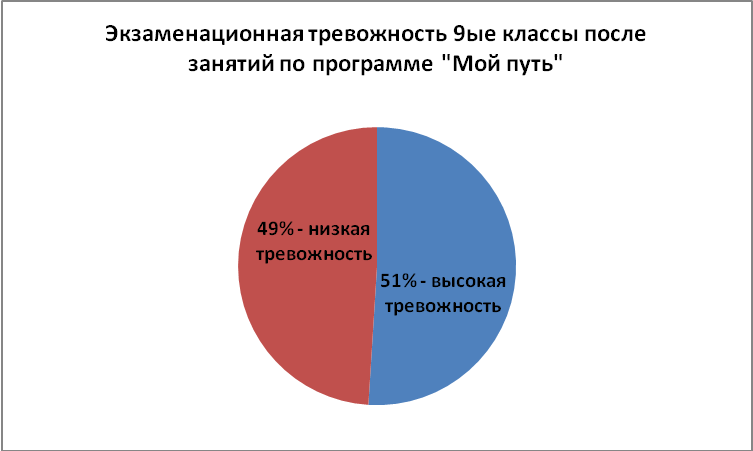 Экзаменационная тревожность 9ые классы после
занятий по программе "Мой путь"
49% - низкая
тревожность
51% - высокая
тревожность